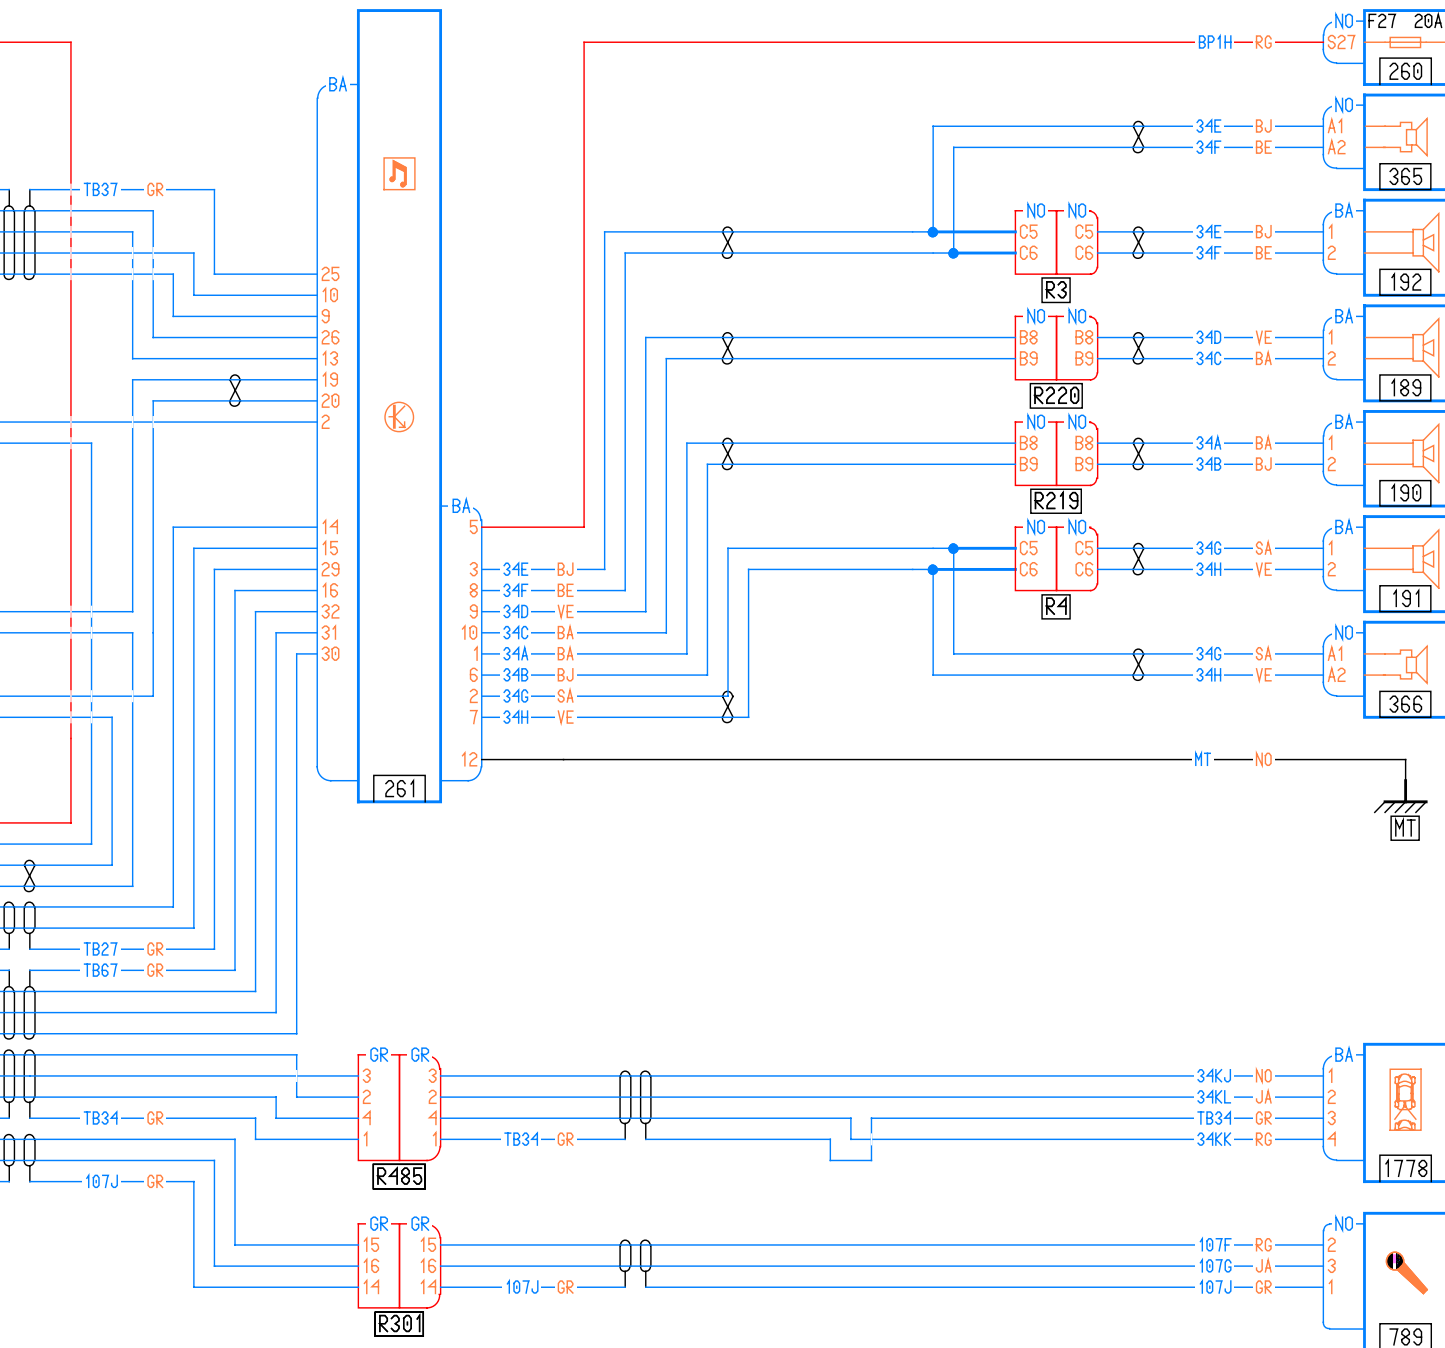 NO F27 20A
BP1H RG S27
260
BA
NO
34E BJ A1
34F BE A2
365
TB37 GR
NO NO BA
C5 C5 34E BJ 1
C6 C6 34F BE 2
25
R3 192
10
9 NO NO BA
26 B8 B8 34D VE 1
13 B9 B9 34C BA 2
19 R220 189
20
2 NO NO BA
B8 B8 34A BA 1
B9 B9 34B BJ 2
R219 190
BA
14 5 NO NO BA
15 C5 C5 34G SA 1
29 3 34E BJ C6 C6 34H VE 2
16 8 34F BE
R4 191
32 9 34D VE
31 10 34C BA NO
30 1 34A BA 34G SA A1
6 34B BJ 34H VE A2
2 34G SA 366
7 34H VE
12 MT NO
261
MT
TB27 GR
TB67 GR
GR GR BA
3 3 34KJ NO 1
2 2 34KL JA 2
TB34 GR 4 4 TB34 GR 3
1 1 TB34 GR 34KK RG 4
R485 1778
107J GR
GR GR NO
15 15 107F RG 2
16 16 107G JA 3
14 14 107J GR 107J GR 1
R301 789